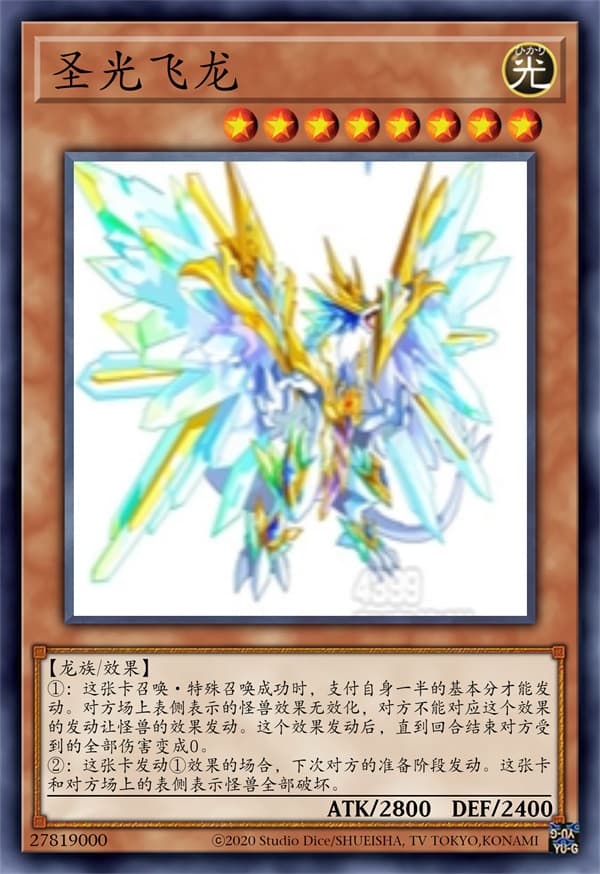 圣光飞龙
ひかり
光
【龙族/效果】
①：这张卡召唤·特殊召唤成功时，支付自身一半的基本分才能发
动。对方场上表侧表示的怪兽效果无效化，对方不能对应这个效果
的发动让怪兽的效果发动。这个效果发动后，直到回合结束对方受
到的全部伤害变成0。
②：这张卡发动①效果的场合，下次对方的准备阶段发动。这张卡
和对方场上的表侧表示怪兽全部破坏。
ATK/2800 DEF/2400
27819000
©2020 Studio Dice/SHUEISHA, TV TOKYO,KONAMI
4399